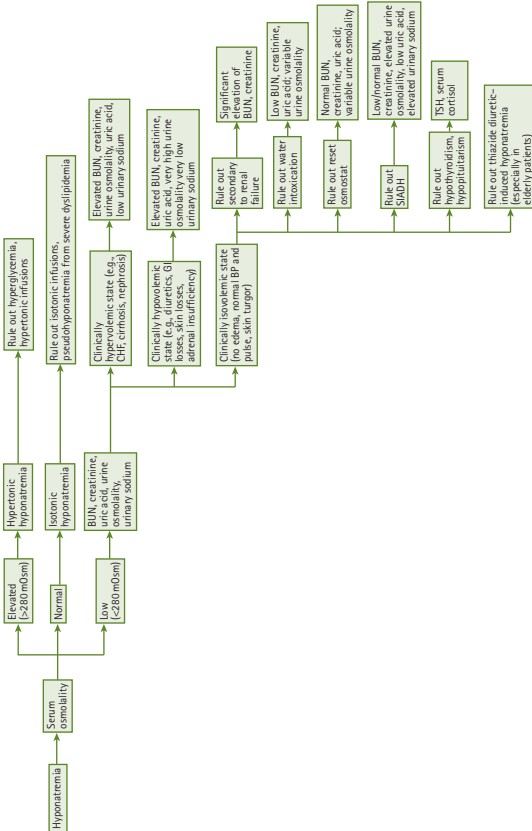 Hyponatremia
Serum
osmolality
Elevated
(>280 mOsm)
Hypertonic
hyponatremia
Rule out hyperglycemia,
hypertonic infusions
Normal
Isotonic
hyponatremia
Rule out isotonic infusions,
pseudohyponatremia from severe dyslipidemia
Low
(<280 mOsm)
BUN, creatinine,
uric acid, urine
osmolality,
urinary sodium
Clinically
hypervolemic state (e.g.,
CHF, cirrhosis, nephrosis)
Elevated BUN, creatinine,
urine osmolality, uric acid,
low urinary sodium
Clinically hypovolemic
state (e.g., diuretics, GI
losses, skin losses,
adrenal insufficiency)
Elevated BUN, creatinine,
uric acid, very high urine
osmolality very low
urinary sodium
Clinically isovolemic state
(no edema, normal BP and
pulse, skin turgor)
Rule out
secondary
to renal
failure
Significant
elevation of
BUN, creatinine
Rule out water
intoxication
Low BUN, creatinine,
uric acid; variable
urine osmolality
Rule out reset
osmostat
Normal BUN,
creatinine, uric acid;
variable urine osmolality
Rule out
SIADH
Low/normal BUN,
creatinine, elevated urine
osmolality, low uric acid,
elevated urinary sodium
Rule out
hypothyroidism,
hypopituitarism
TSH, serum
cortisol
Rule out thiazide diuretic–
induced hyponatremia
(especially in
elderly patients)